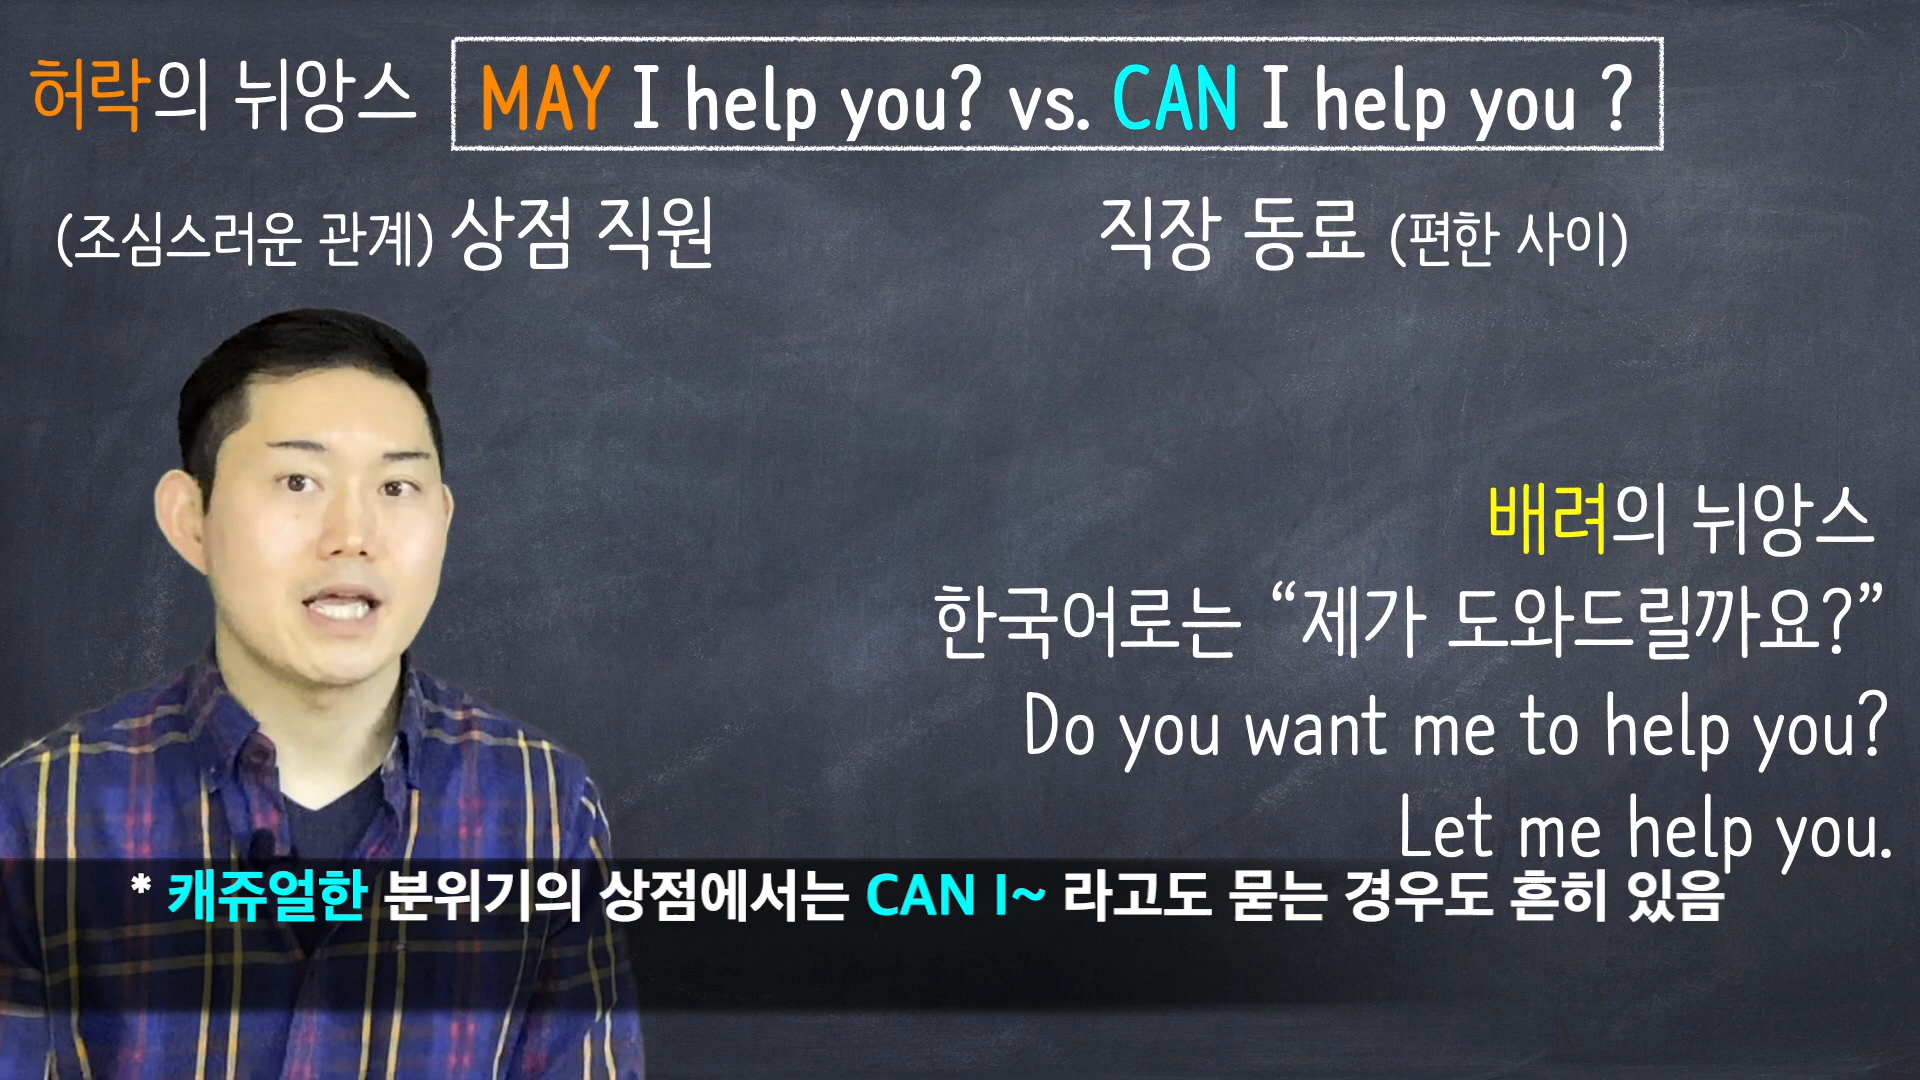 허락의 뉘앙스 MAY I help you? vs. CAN I help you ?
(조심스러운 관계) 상점 직원 직장 동료 (편한 사이)
배려의 뉘앙스
한국어로는 “제가 도와드릴까요?”
Do you want me to help you?
Let me help you.
* 캐쥬얼한 분위기의 상점에서는 CAN I~ 라고도 묻는 경우도 흔히 있음